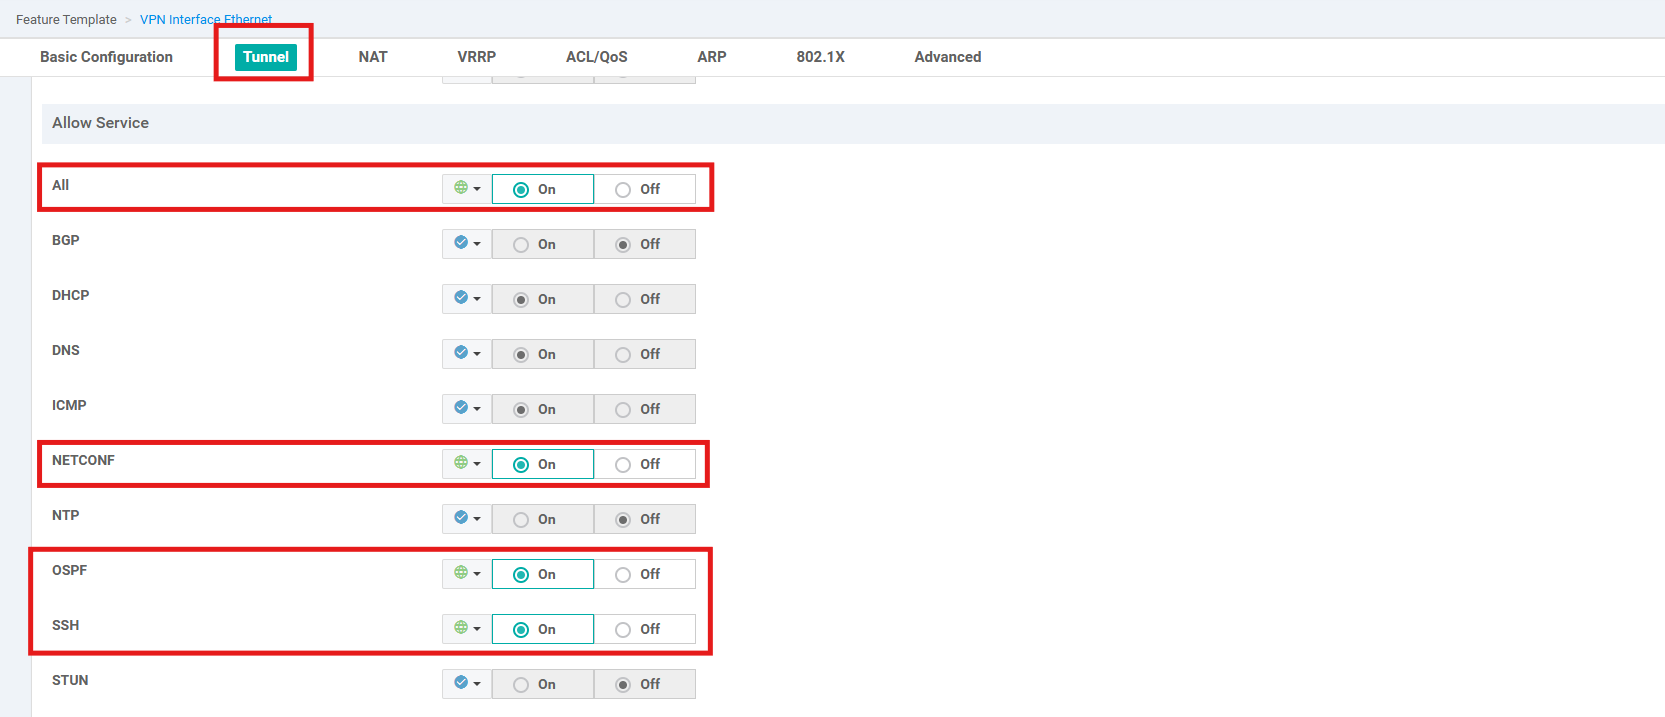 Feature Template > VPN Interface Ethernet
Basic Configuration Tunnel NAT VRRP ACL/QoS ARP 802.1X Advanced
Allow Service
All On Off
BGP On Off
DHCP On Off
DNS On Off
ICMP On Off
NETCONF On Off
NTP On Off
OSPF On Off
SSH On Off
STUN On Off